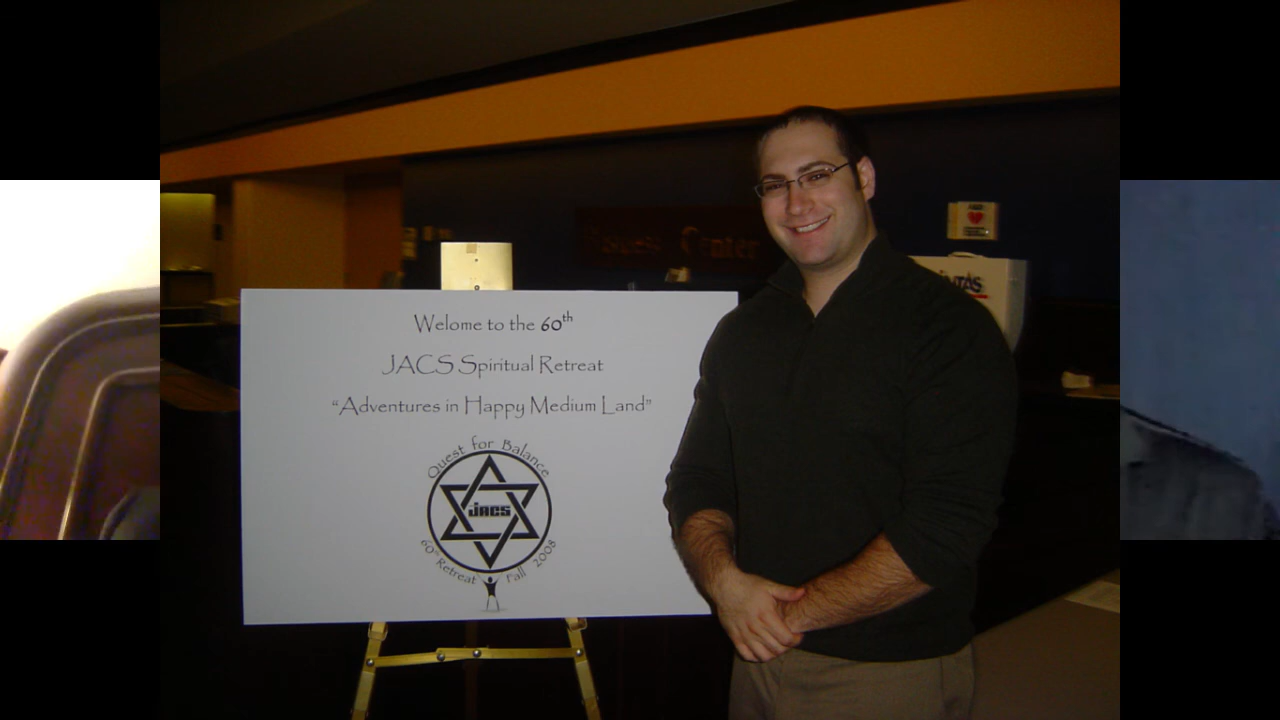 Welome to the 60th
JACS Spiritual Retreat
“Adventures in Happy Medium Land”
Quest for Balance
JACS
60th Retreat Fall 2008
Center